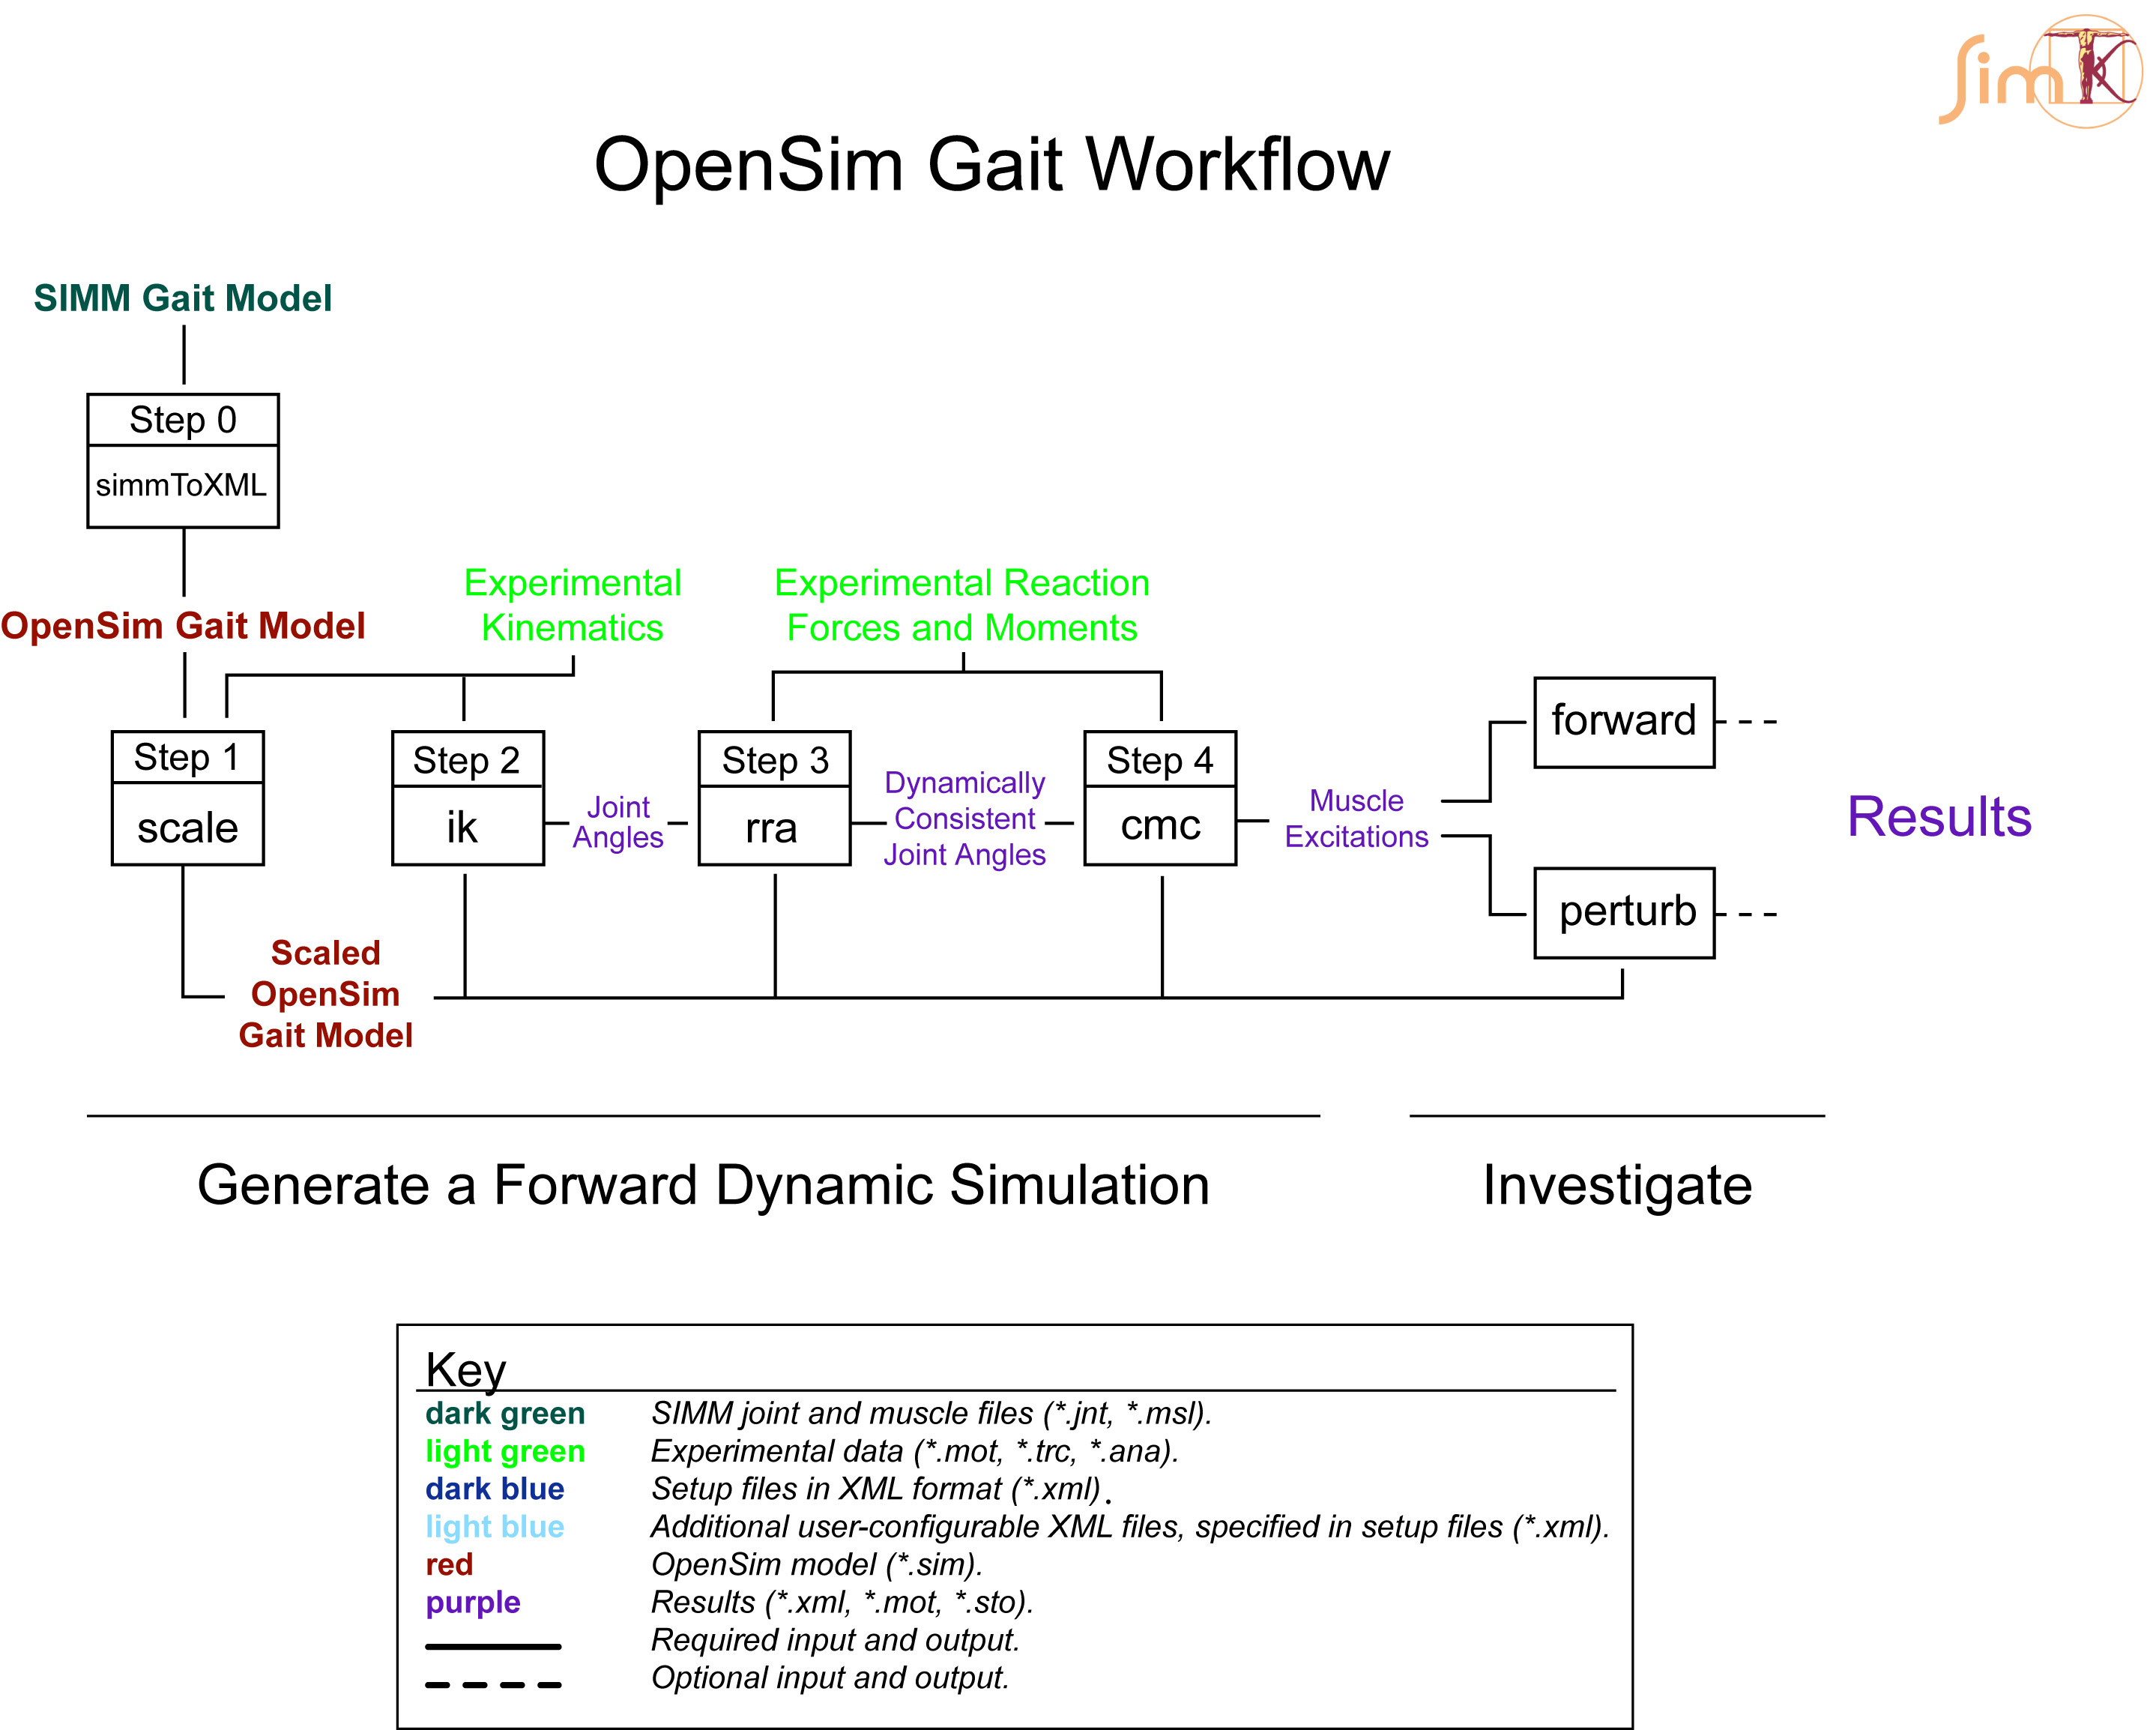 SimTK
OpenSim Gait Workflow
SIMM Gait Model
Step 0
simmToXML
OpenSim Gait Model
Experimental
Kinematics
Experimental Reaction
Forces and Moments
Step 1
scale
Step 2
ik
Joint
Angles
Step 3
rra
Dynamically
Consistent
Joint Angles
Step 4
cmc
Muscle
Excitations
forward
perturb
Results
Scaled
OpenSim
Gait Model
Generate a Forward Dynamic Simulation
Investigate
Key
dark green SIMM joint and muscle files (*.jnt, *.msl).
light green Experimental data (*.mot, *.trc, *.ana).
dark blue Setup files in XML format (*.xml).
light blue Additional user-configurable XML files, specified in setup files (*.xml).
red OpenSim model (*.sim).
purple Results (*.xml, *.mot, *.sto).
Required input and output.
Optional input and output.